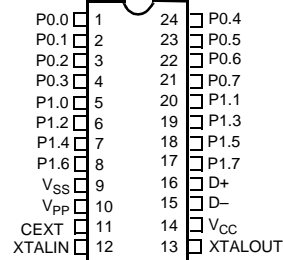 P0.0 1 24 P0.4
P0.1 2 23 P0.5
P0.2 3 22 P0.6
P0.3 4 21 P0.7
P1.0 5 20 P1.1
P1.2 6 19 P1.3
P1.4 7 18 P1.5
P1.6 8 17 P1.7
VSS 9 16 D+
VPP 10 15 D–
CEXT 11 14 VCC
XTALIN 12 13 XTALOUT